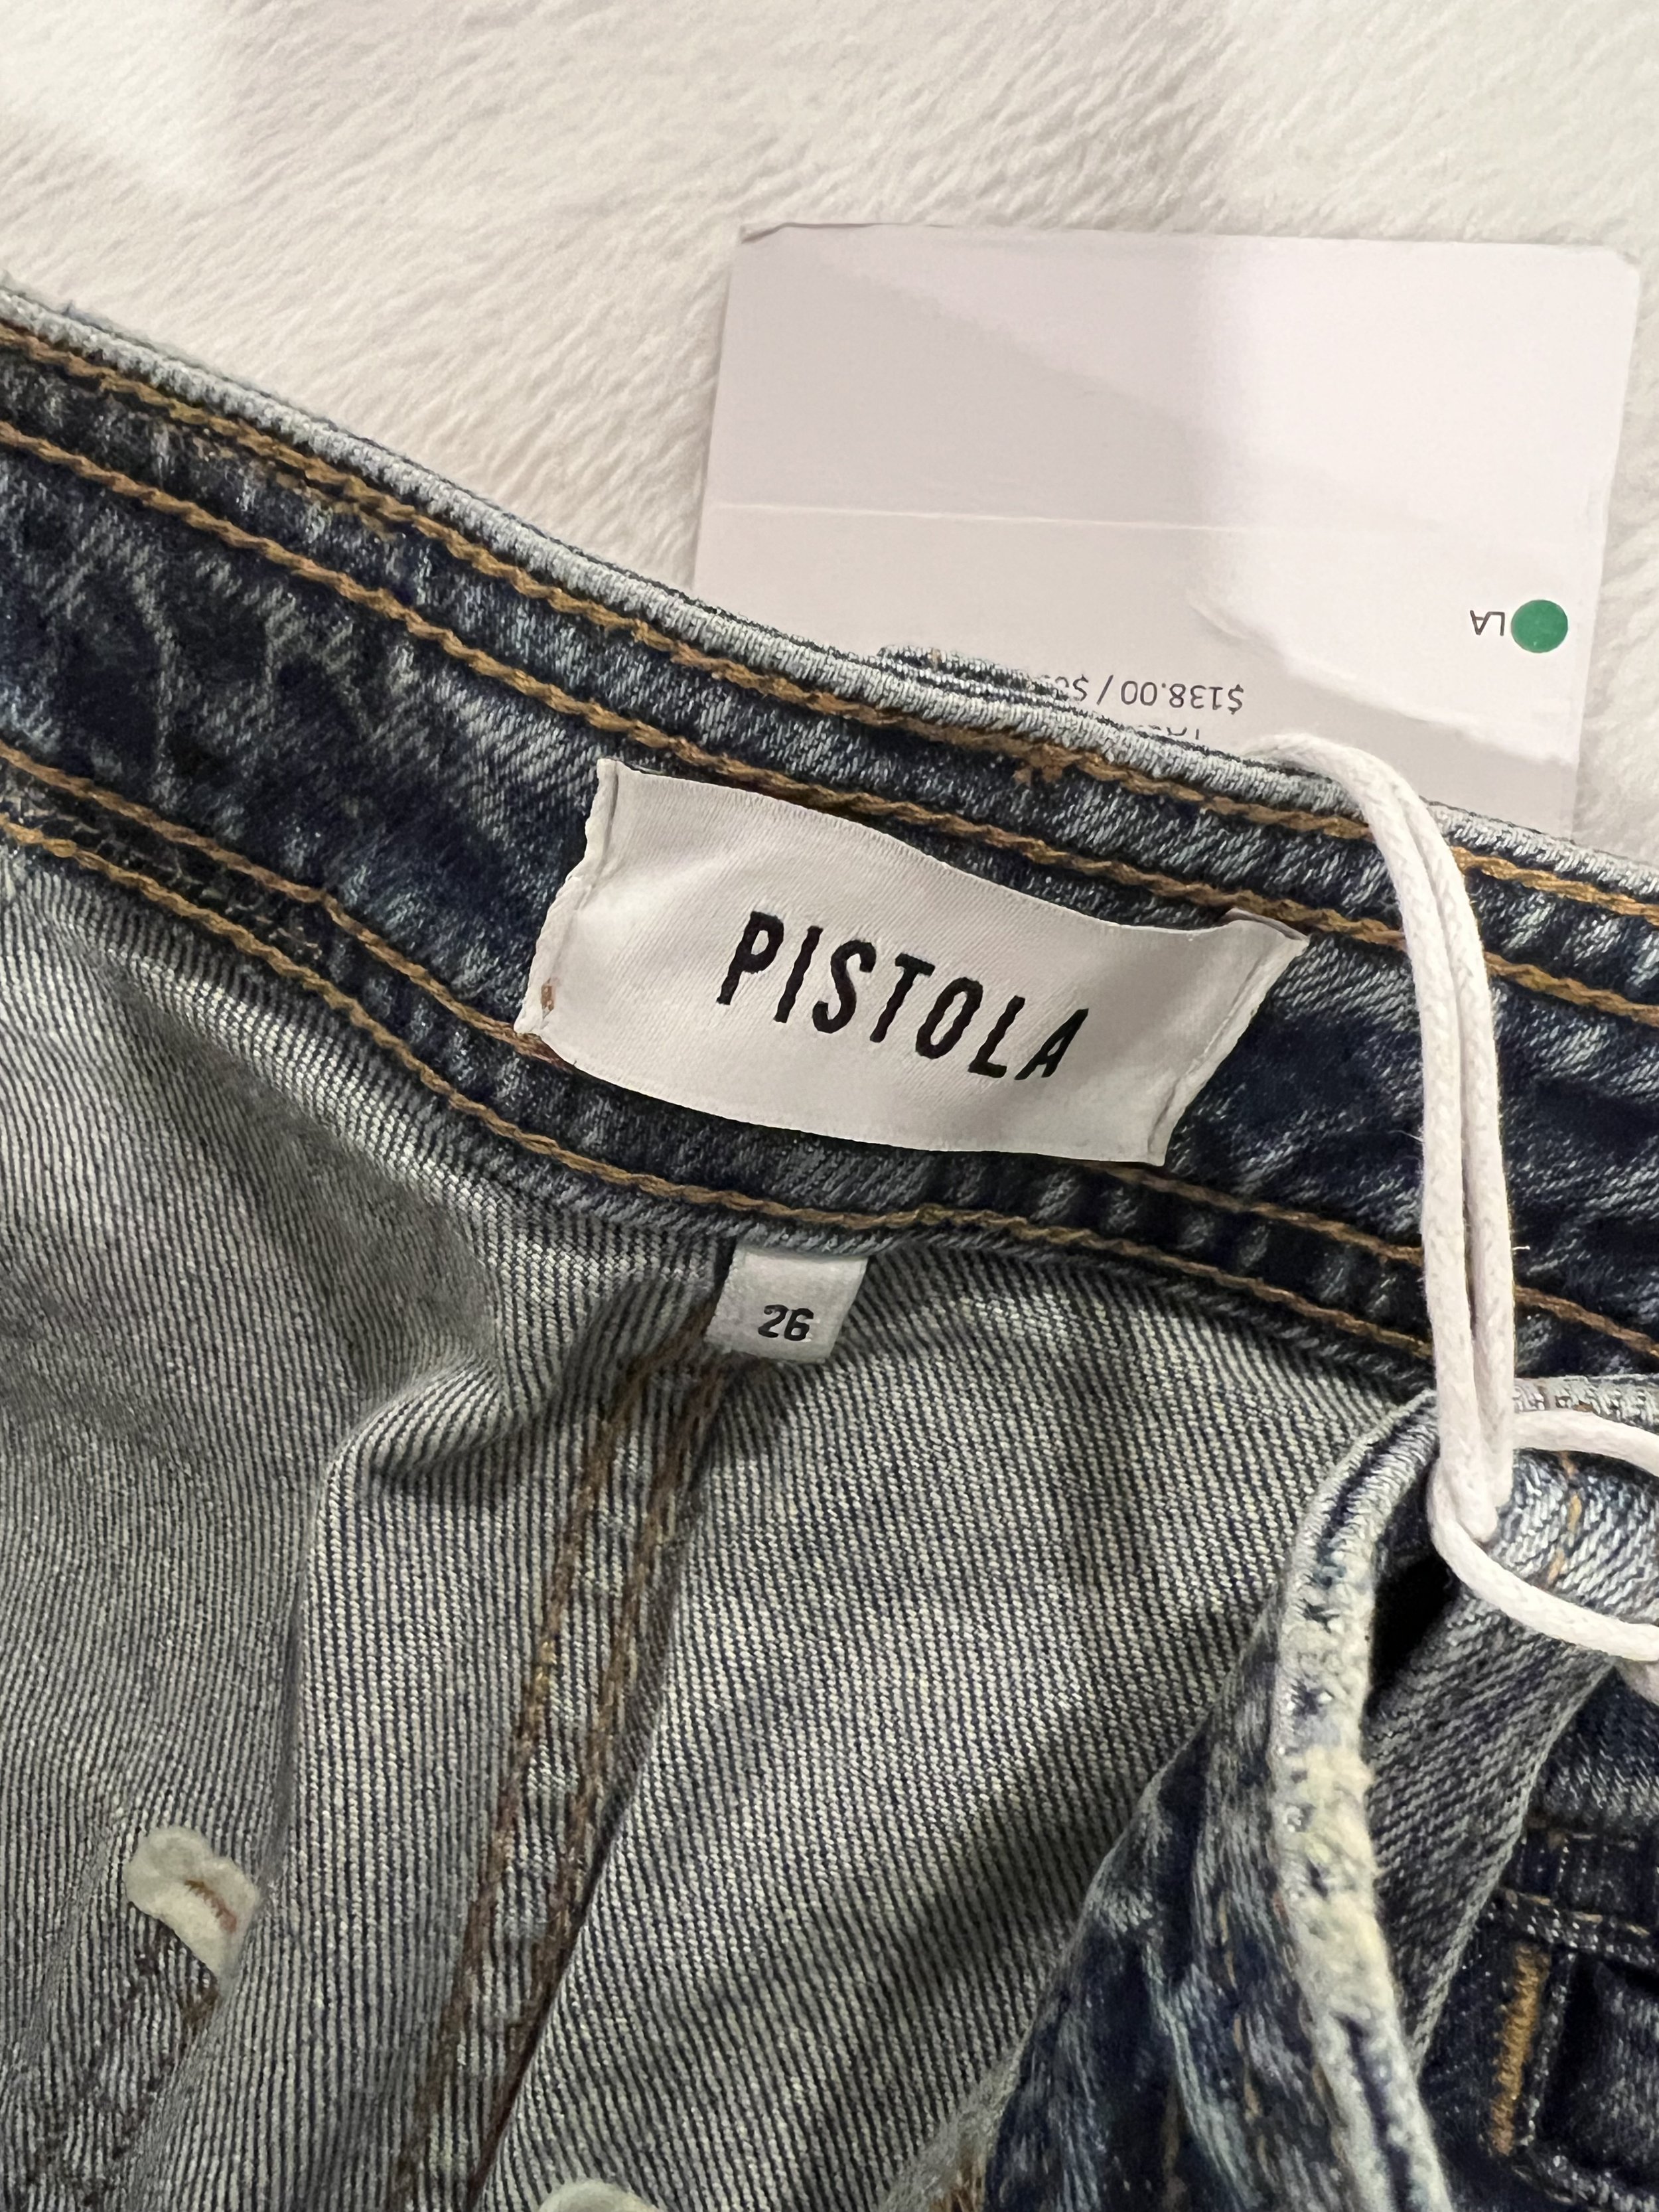 PISTOLA
26
LA
$138.00 /